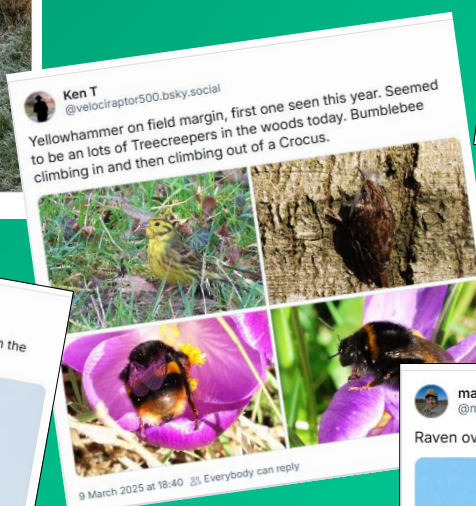 Ken T
@velociraptor500.bsky.social
Yellowhammer on field margin, first one seen this year. Seemed
to be an lots of Treecreepers in the woods today. Bumblebee
climbing in and then climbing out of a Crocus.
9 March 2025 at 18:40 Everybody can reply
the
ma
@m
Raven ov